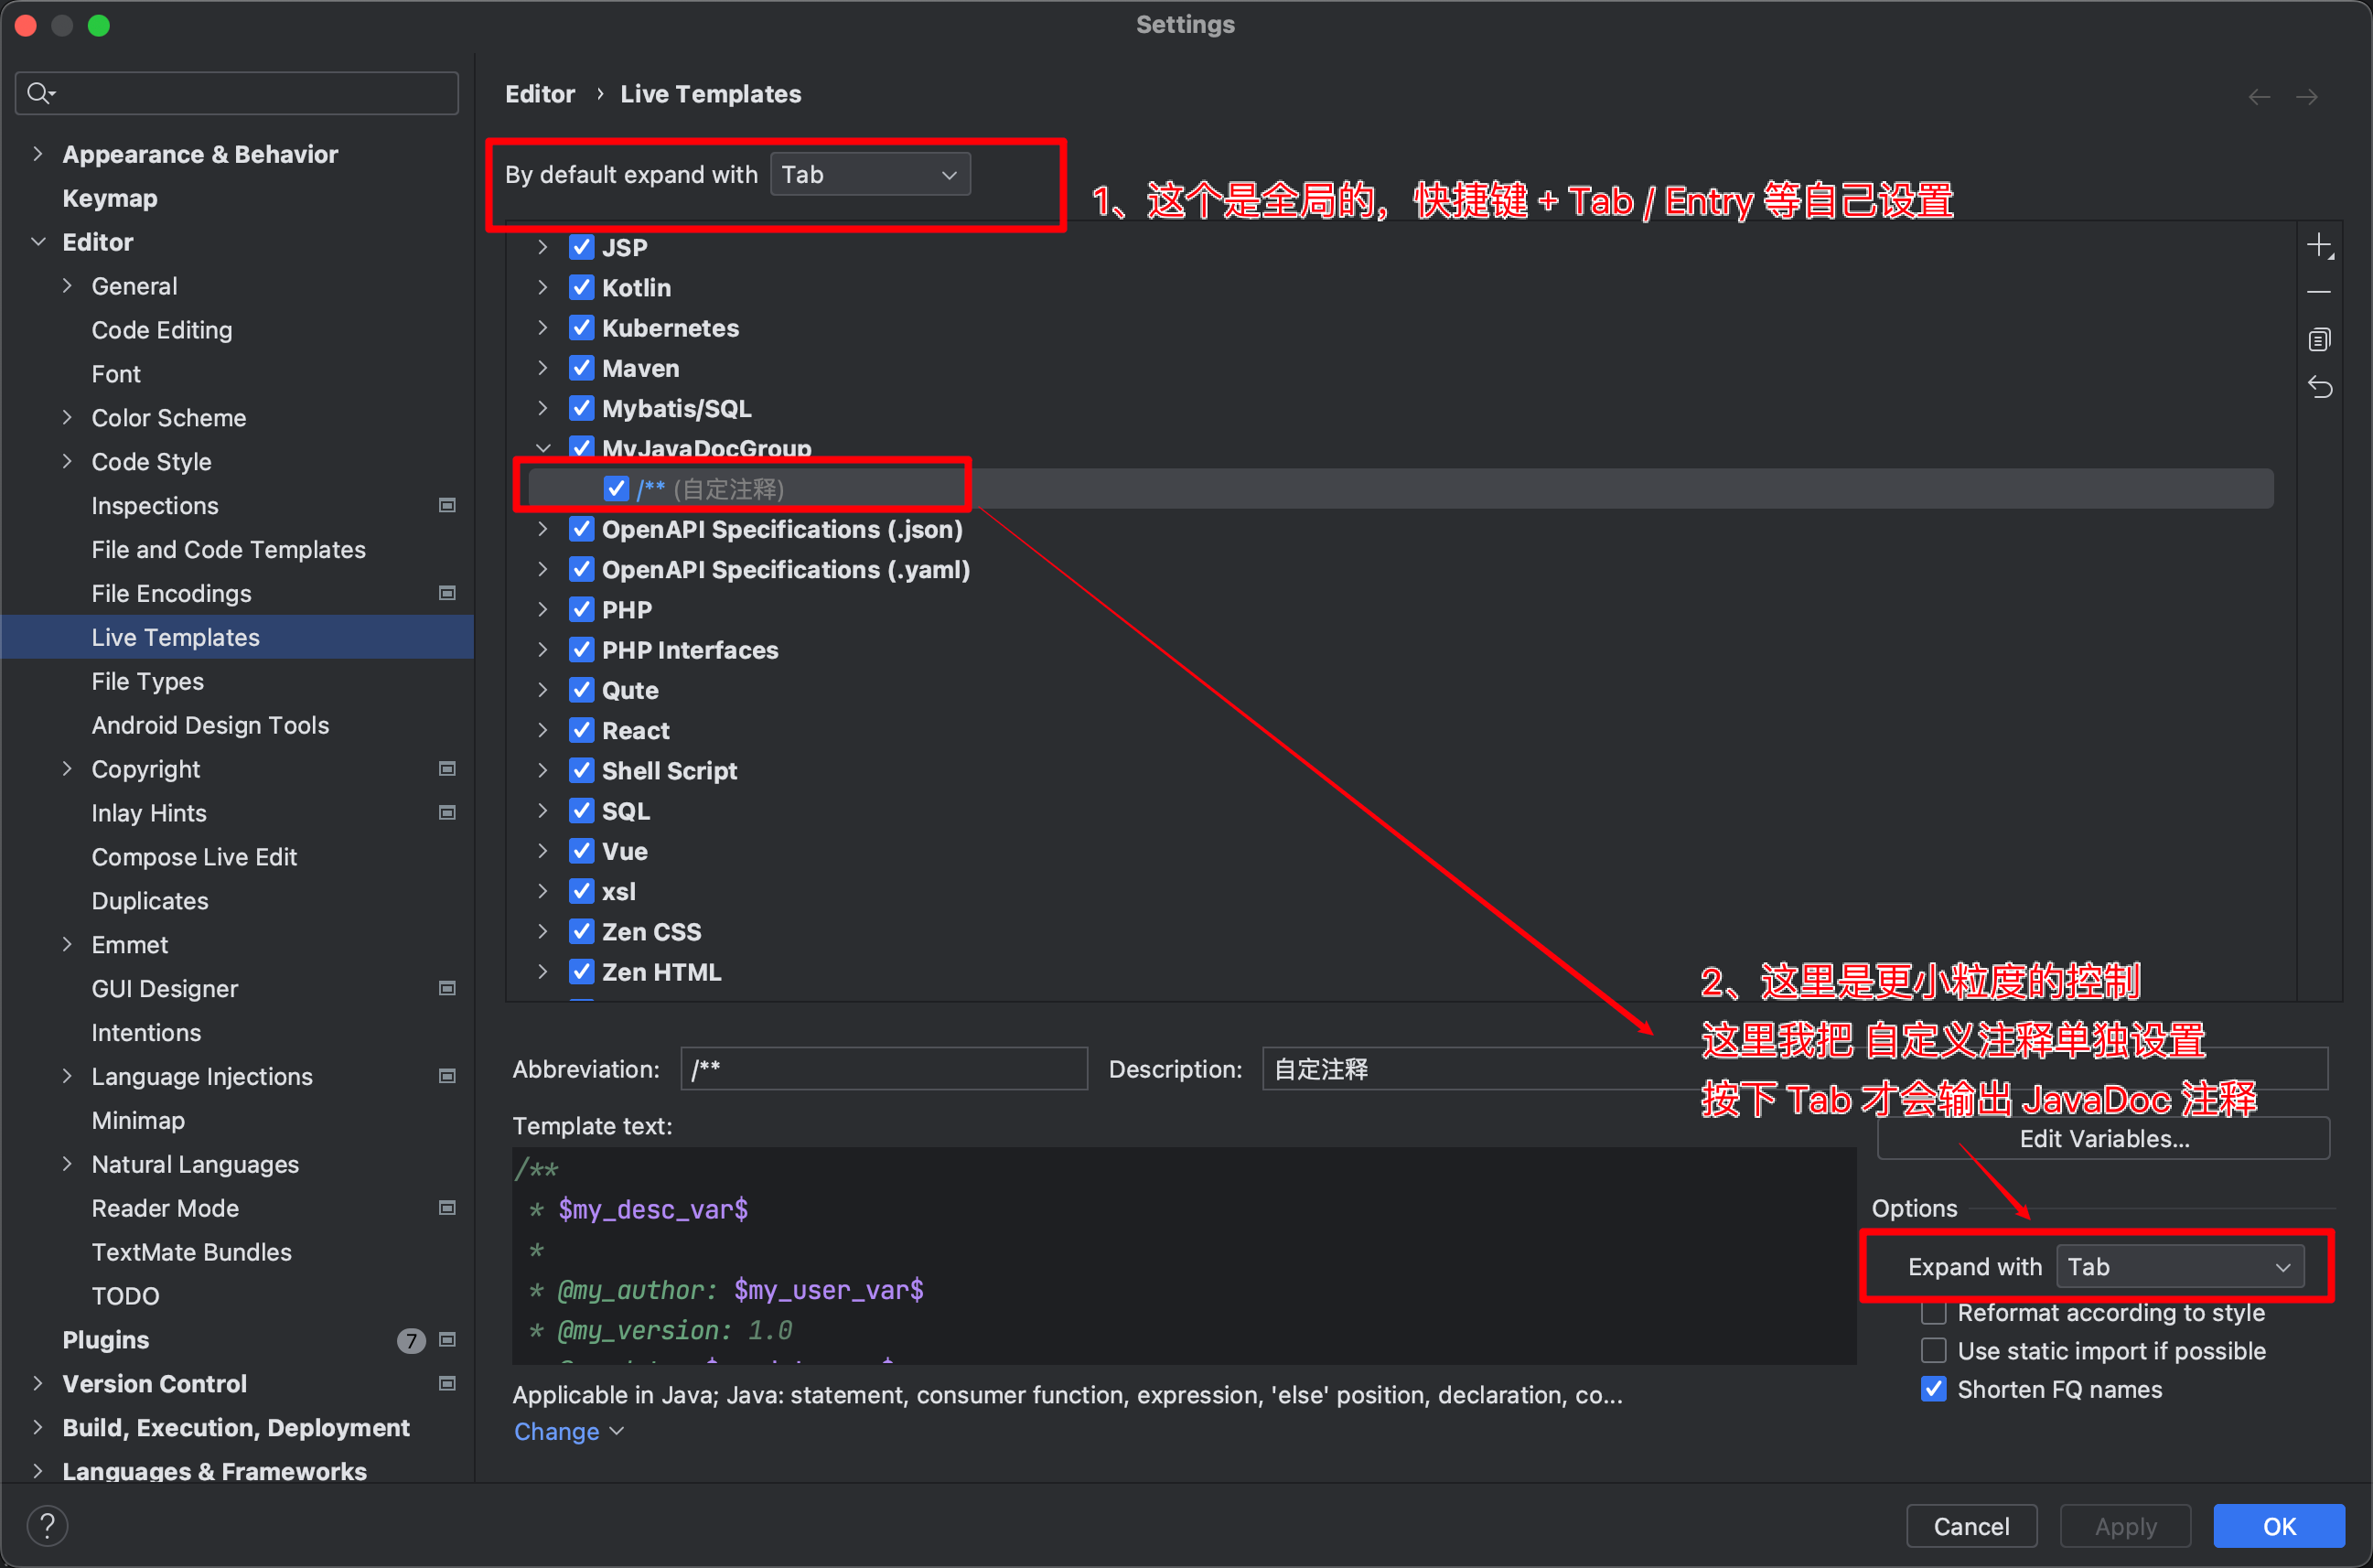 Settings
Appearance & Behavior
Keymap
Editor
General
Code Editing
Font
Color Scheme
Code Style
Inspections
File and Code Templates
File Encodings
Live Templates
File Types
Android Design Tools
Copyright
Inlay Hints
Compose Live Edit
Duplicates
Emmet
GUI Designer
Intentions
Language Injections
Minimap
Natural Languages
Reader Mode
TextMate Bundles
TODO
Plugins 7
Version Control
Build, Execution, Deployment
Languages & Frameworks
Editor › Live Templates
By default expand with Tab
1、这个是全局的，快捷键 + Tab / Entry 等自己设置
JSP
Kotlin
Kubernetes
Maven
Mybatis/SQL
MyJavaDocGroup
/** (自定注释)
OpenAPI Specifications (.json)
OpenAPI Specifications (.yaml)
PHP
PHP Interfaces
Qute
React
Shell Script
SQL
Vue
xsl
Zen CSS
Zen HTML
2、这里是更小粒度的控制
这里我把 自定义注释单独设置
按下 Tab 才会输出 JavaDoc 注释
Abbreviation: /** Description: 自定注释
Template text:
Edit Variables...
/**
* $my_desc_var$
*
* @my_author: $my_user_var$
* @my_version: 1.0
Options
Expand with Tab
Reformat according to style
Use static import if possible
Shorten FQ names
Applicable in Java; Java: statement, consumer function, expression, 'else' position, declaration, co...
Change
? Cancel Apply OK